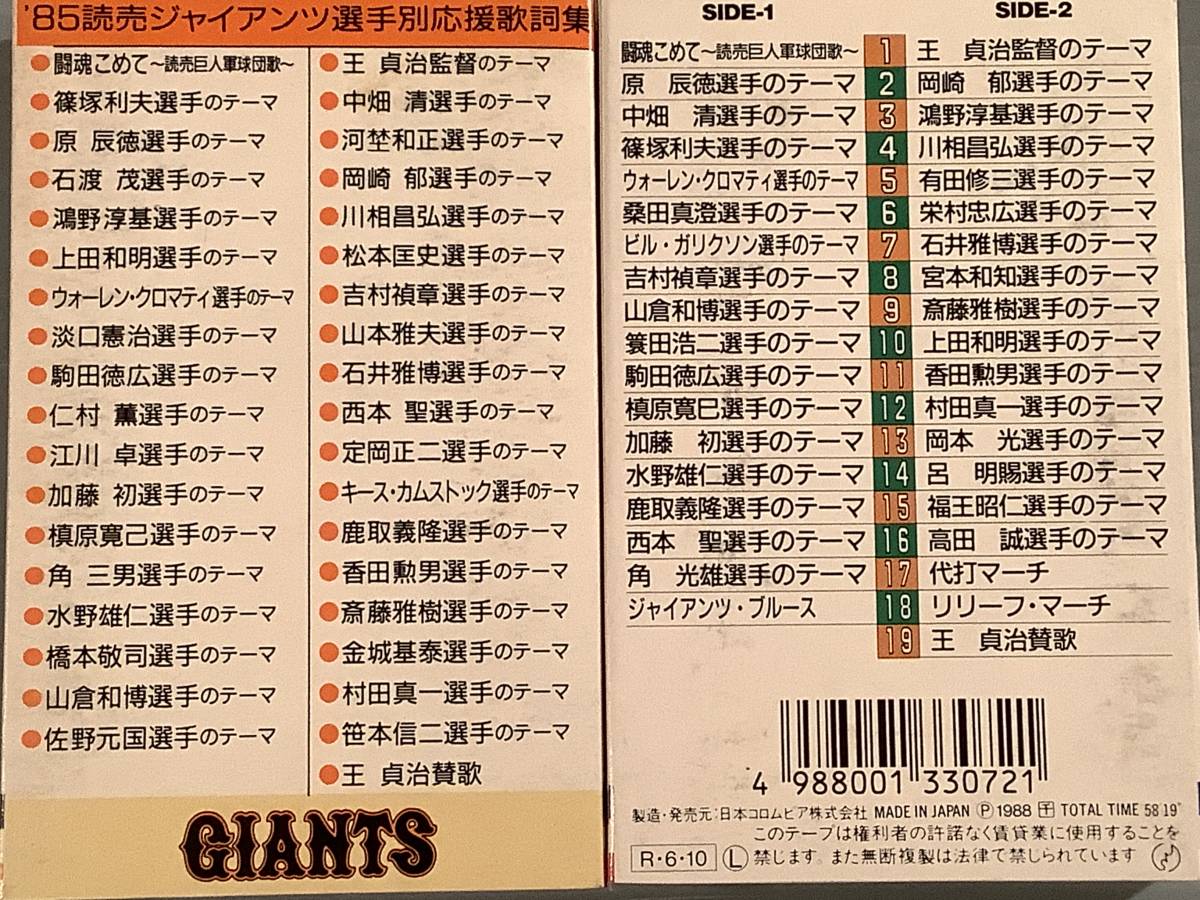 '85読売ジャイアンツ選手別応援歌詞集
●闘魂こめて～読売巨人軍球団歌～
●篠塚利夫選手のテーマ
●原 辰徳選手のテーマ
●石渡 茂選手のテーマ
●鴻野淳基選手のテーマ
●上田和明選手のテーマ
●ウォーレン・クロマティ選手のテーマ
●淡口憲治選手のテーマ
●駒田徳広選手のテーマ
●仁村 薫選手のテーマ
●江川 卓選手のテーマ
●加藤 初選手のテーマ
●槙原寛己選手のテーマ
●角 三男選手のテーマ
●水野雄仁選手のテーマ
●橋本敬司選手のテーマ
●山倉和博選手のテーマ
●佐野元国選手のテーマ
●王 貞治監督のテーマ
●中畑 清選手のテーマ
●河埜和正選手のテーマ
●岡崎 郁選手のテーマ
●川相昌弘選手のテーマ
●松本匡史選手のテーマ
●吉村禎章選手のテーマ
●山本雅夫選手のテーマ
●石井雅博選手のテーマ
●西本 聖選手のテーマ
●定岡正二選手のテーマ
●キース・カムストック選手のテーマ
●鹿取義隆選手のテーマ
●香田勲男選手のテーマ
●斎藤雅樹選手のテーマ
●金城基泰選手のテーマ
●村田真一選手のテーマ
●笹本信二選手のテーマ
●王 貞治賛歌
GIANTS
SIDE-1 SIDE-2
闘魂こめて～読売巨人軍球団歌～ 1 王 貞治監督のテーマ
原 辰徳選手のテーマ 2 岡崎 郁選手のテーマ
中畑 清選手のテーマ 3 鴻野淳基選手のテーマ
篠塚利夫選手のテーマ 4 川相昌弘選手のテーマ
ウォーレン・クロマティ選手のテーマ 5 有田修三選手のテーマ
桑田真澄選手のテーマ 6 栄村忠広選手のテーマ
ビル・ガリクソン選手のテーマ 7 石井雅博選手のテーマ
吉村禎章選手のテーマ 8 宮本和知選手のテーマ
山倉和博選手のテーマ 9 斎藤雅樹選手のテーマ
簑田浩二選手のテーマ 10 上田和明選手のテーマ
駒田徳広選手のテーマ 11 香田勲男選手のテーマ
槙原寛己選手のテーマ 12 村田真一選手のテーマ
加藤 初選手のテーマ 13 岡本 光選手のテーマ
水野雄仁選手のテーマ 14 呂 明賜選手のテーマ
鹿取義隆選手のテーマ 15 福王昭仁選手のテーマ
西本 聖選手のテーマ 16 高田 誠選手のテーマ
角 光雄選手のテーマ 17 代打マーチ
ジャイアンツ・ブルース 18 リリーフ・マーチ
19 王 貞治賛歌
4 988001 330721
製造・発売元:日本コロムビア株式会社 MADE IN JAPAN Ⓟ1988 TOTAL TIME 58'19"
このテープは権利者の許諾なく賃貸業に使用することを
R・6・10 Ⓛ 禁じます。また無断複製は法律で禁じられています